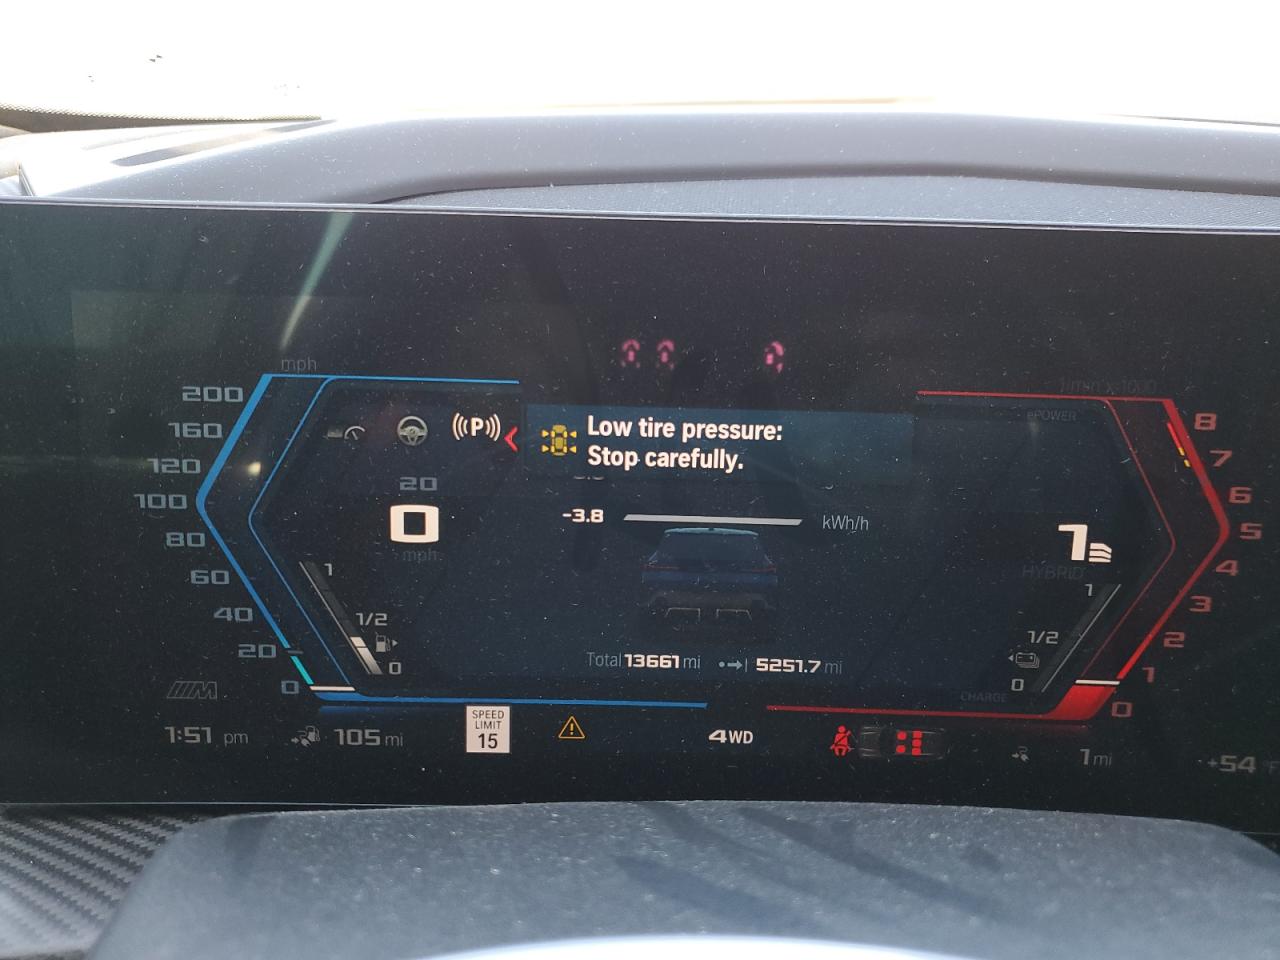 mph
1/min x 1000
200
160
120
100
80
60
40
20
0
(((P)))
Low tire pressure:
Stop carefully.
ePOWER
8
7
6
5
4
3
2
1
0
20
0
mph
-3.8
kWh/h
1
HYBRID
1
1/2
0
1/2
0
Total 13661 mi
5251.7 mi
CHARGE
M
1:51 pm
105 mi
SPEED
LIMIT
15
4WD
1 mi
+54 °F